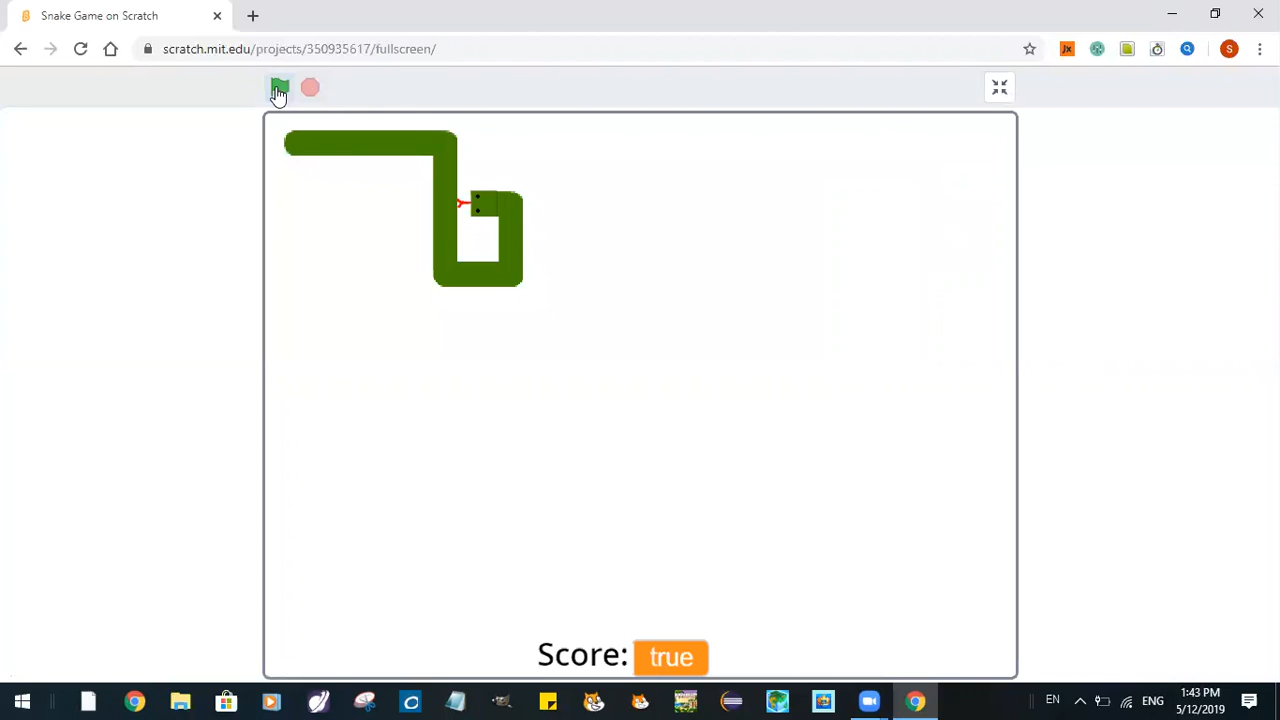 Snake Game on Scratch
scratch.mit.edu/projects/350935617/fullscreen/
Jx
S
Score: true
EN
ENG
1:43 PM
5/12/2019